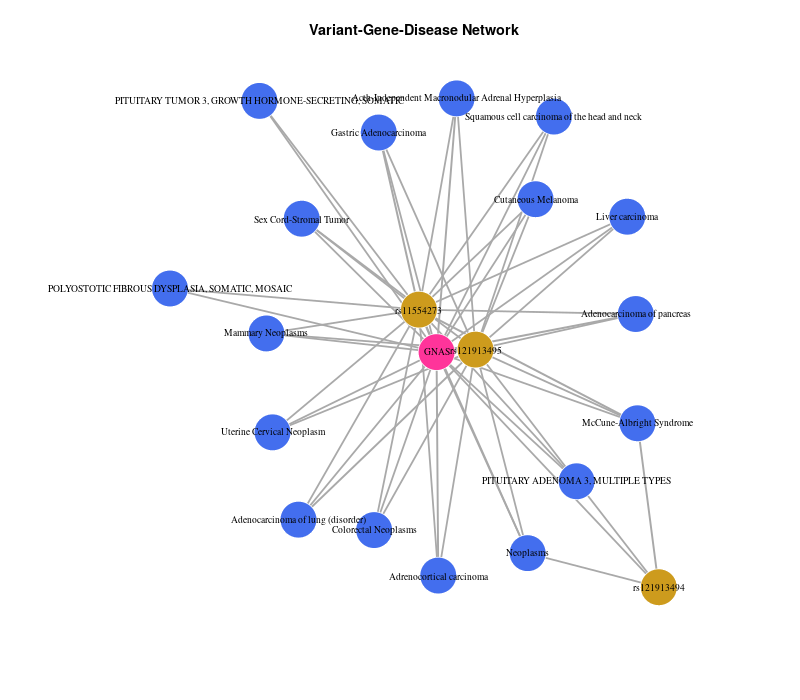 Variant-Gene-Disease Network
PITUITARY TUMOR 3, GROWTH HORMONE-SECRETING, SOMATIC
Acth-Independent Macronodular Adrenal Hyperplasia
Squamous cell carcinoma of the head and neck
Gastric Adenocarcinoma
Cutaneous Melanoma
Sex Cord-Stromal Tumor
Liver carcinoma
POLYOSTOTIC FIBROUS DYSPLASIA, SOMATIC, MOSAIC
rs11554273
Adenocarcinoma of pancreas
Mammary Neoplasms
GNAS
rs121913495
McCune-Albright Syndrome
Uterine Cervical Neoplasm
PITUITARY ADENOMA 3, MULTIPLE TYPES
Adenocarcinoma of lung (disorder)
Colorectal Neoplasms
Neoplasms
Adrenocortical carcinoma
rs121913494